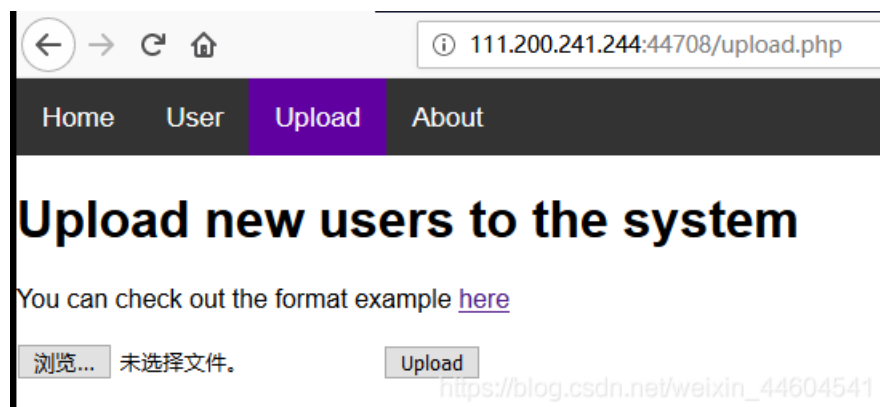 111.200.241.244:44708/upload.php
Home User Upload About
Upload new users to the system
You can check out the format example here
浏览... 未选择文件。 Upload
https://blog.csdn.net/weixin_44604541